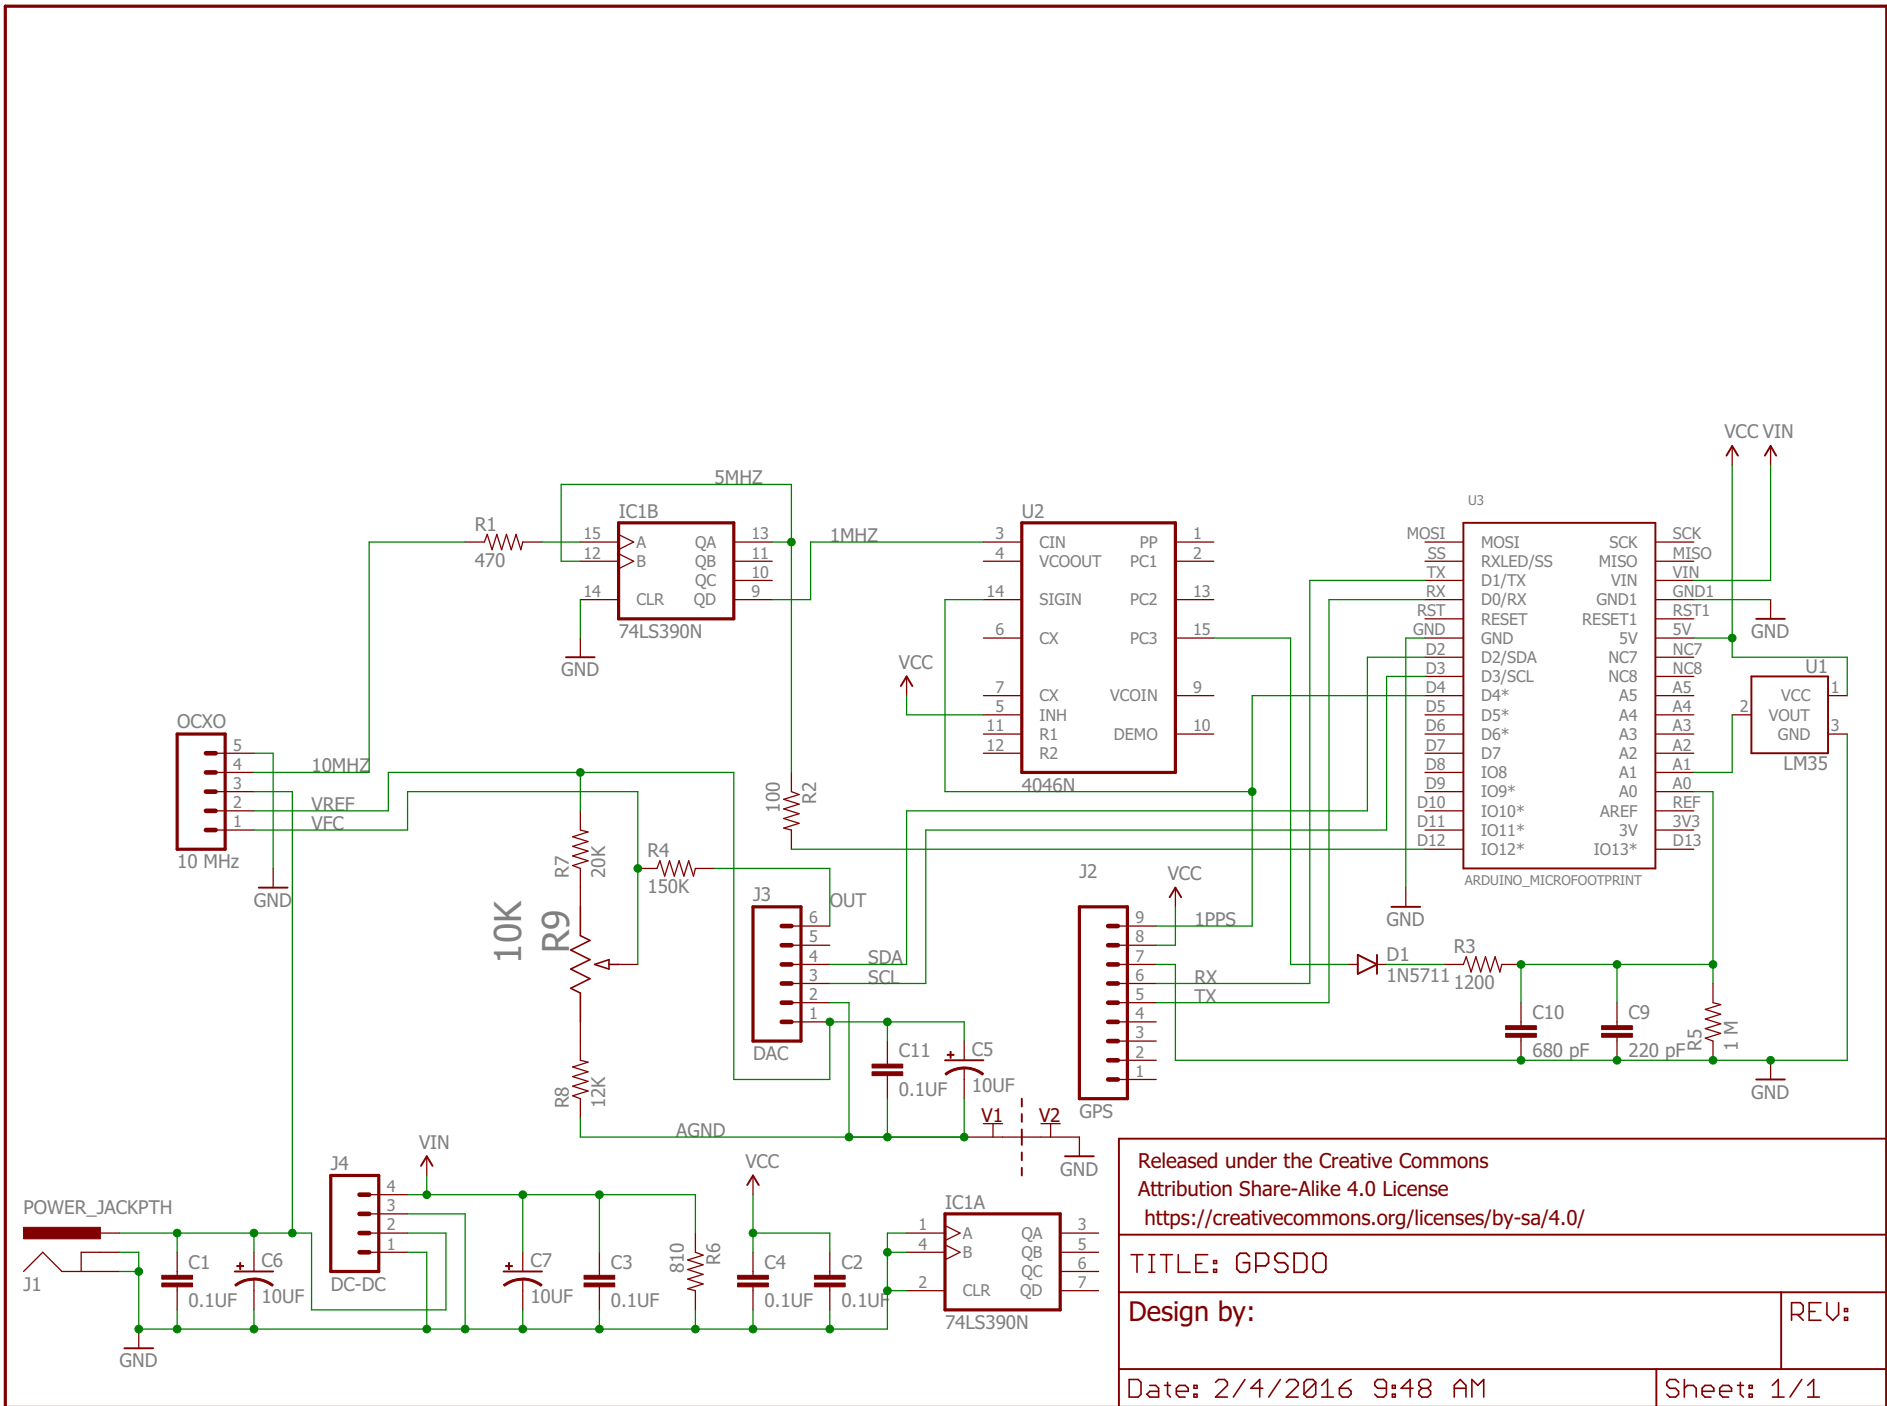 VCC VIN
5MHZ
IC1B
R1
470
15
12
14
A
B
CLR
QA
QB
QC
QD
13
11
10
9
74LS390N
GND
1MHZ
U2
3
4
14
6
7
5
11
12
CIN
VCOOUT
SIGIN
CX
CX
INH
R1
R2
PP
PC1
PC2
PC3
VCOIN
DEMO
1
2
13
15
9
10
4046N
VCC
U3
MOSI
SS
TX
RX
RST
GND
D2
D3
D4
D5
D6
D7
D8
D9
D10
D11
D12
MOSI
RXLED/SS
D1/TX
D0/RX
RESET
GND
D2/SDA
D3/SCL
D4*
D5*
D6*
D7
IO8
IO9*
IO10*
IO11*
IO12*
SCK
MISO
VIN
GND1
RESET1
5V
NC7
NC8
A5
A4
A3
A2
A1
A0
AREF
3V
IO13*
SCK
MISO
VIN
GND1
RST1
5V
NC7
NC8
A5
A4
A3
A2
A1
A0
REF
3V3
D13
ARDUINO_MICROFOOTPRINT
GND
GND
U1
VCC
VOUT
GND
1
2
3
LM35
OCXO
5
4
3
2
1
10 MHz
10MHZ
VREF
VFC
GND
100
R2
R7
20K
R4
150K
10K
R9
R8
12K
J3
OUT
6
5
4
3
2
1
SDA
SCL
DAC
C11
0.1UF
C5
10UF
AGND
V1
V2
GND
J2
VCC
9
8
7
6
5
4
3
2
1
1PPS
RX
TX
GPS
D1
1N5711
R3
1200
C10
680 pF
C9
220 pF
R5
1 M
GND
POWER_JACKPTH
J1
GND
C1
0.1UF
C6
10UF
J4
4
3
2
1
DC-DC
VIN
C7
10UF
C3
0.1UF
810
R6
VCC
C4
0.1UF
C2
0.1UF
IC1A
1
4
2
A
B
CLR
QA
QB
QC
QD
3
5
6
7
74LS390N
Released under the Creative Commons
Attribution Share-Alike 4.0 License
https://creativecommons.org/licenses/by-sa/4.0/
TITLE: GPSDO
Design by:
REV:
Date: 2/4/2016 9:48 AM
Sheet: 1/1